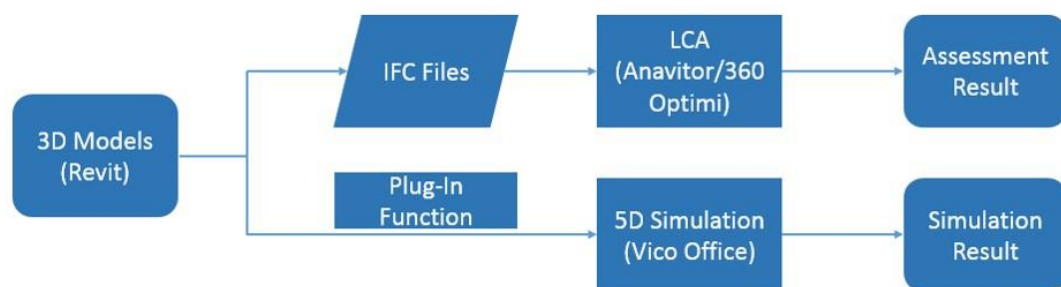 3D Models
(Revit)
IFC Files
LCA
(Anavitor/360
Optimi)
Assessment
Result
Plug-In
Function
5D Simulation
(Vico Office)
Simulation
Result